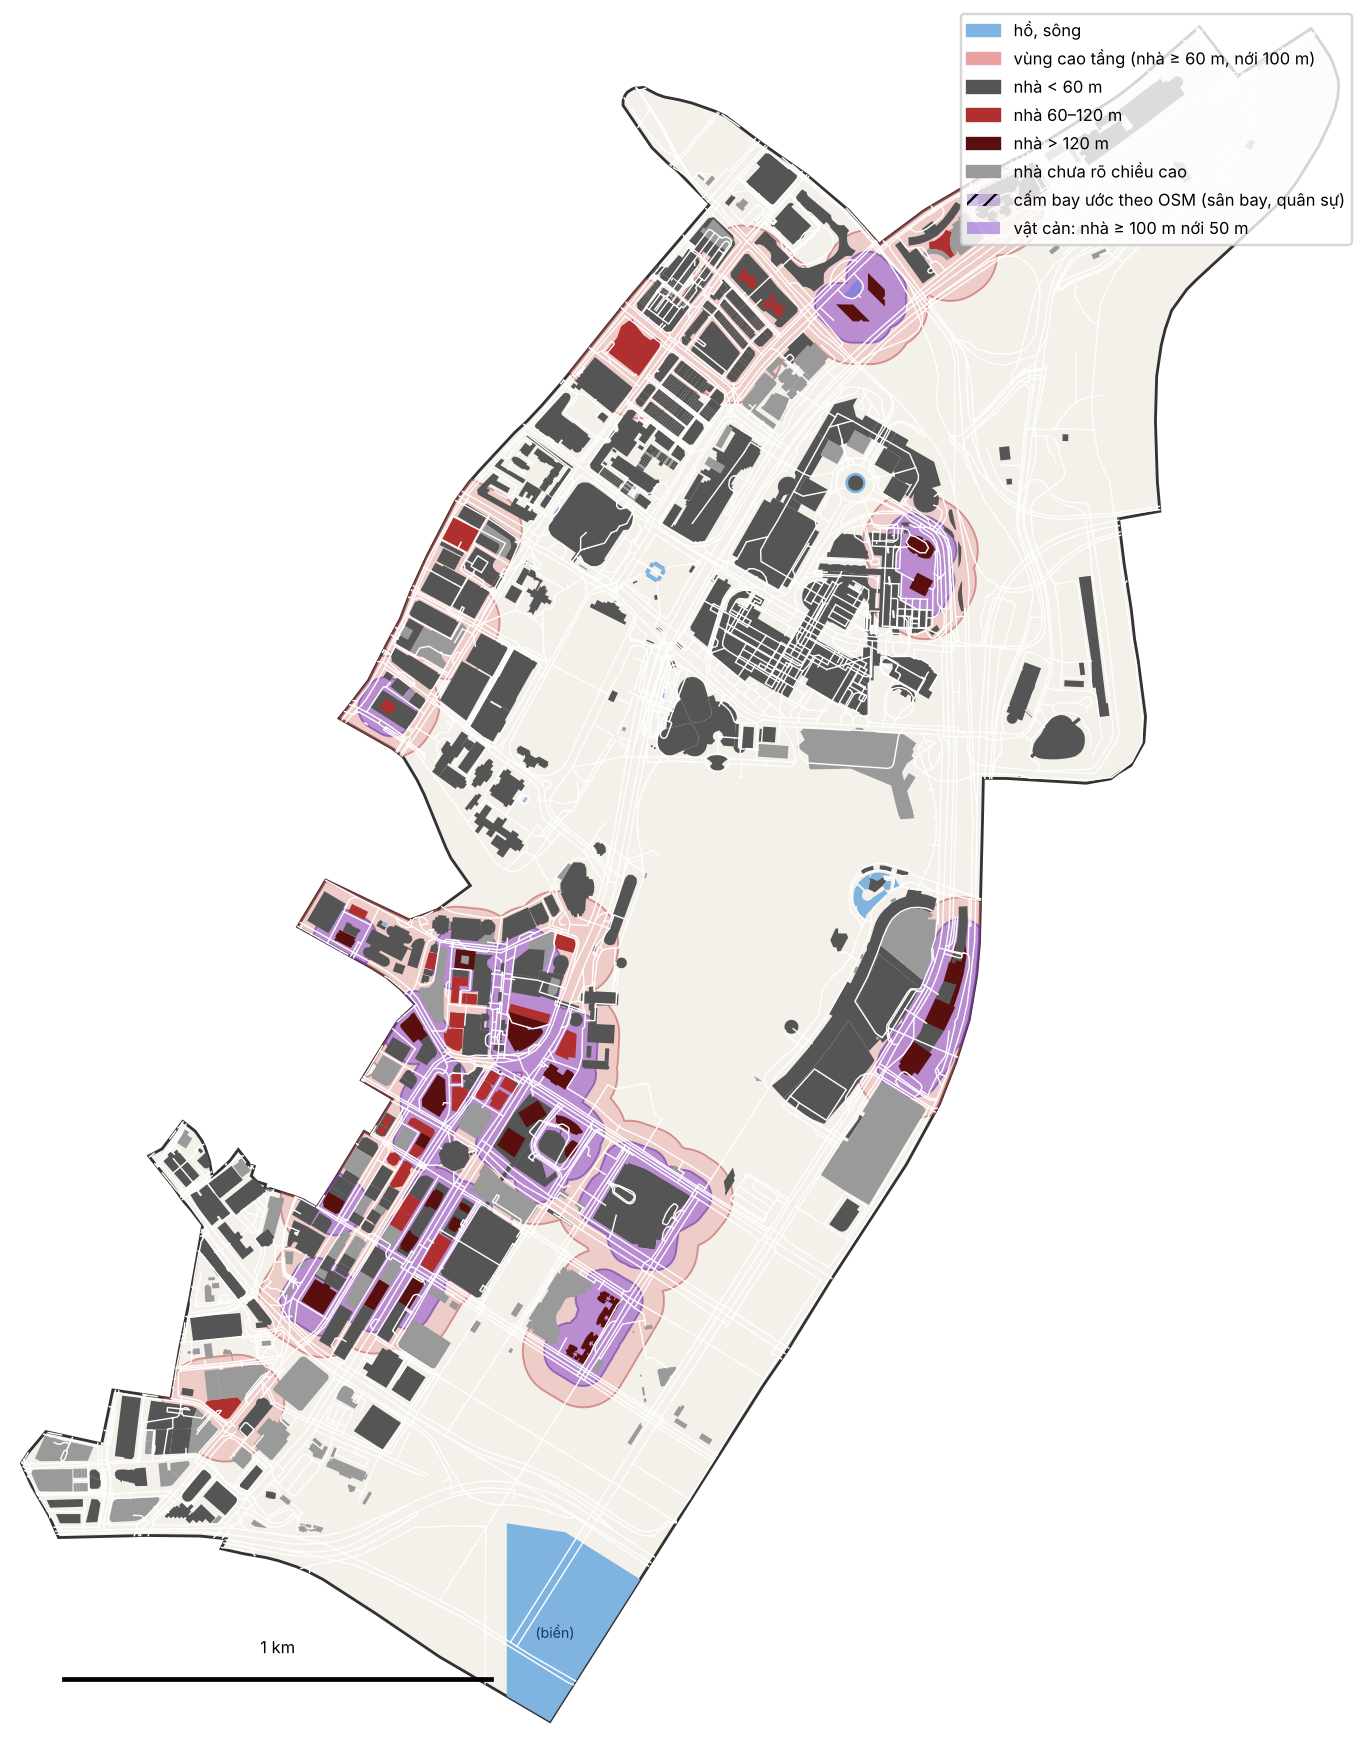 hồ, sông
vùng cao tầng (nhà ≥ 60 m, nới 100 m)
nhà < 60 m
nhà 60–120 m
nhà > 120 m
nhà chưa rõ chiều cao
cấm bay ước theo OSM (sân bay, quân sự)
vật cản: nhà ≥ 100 m nới 50 m
(biển)
1 km